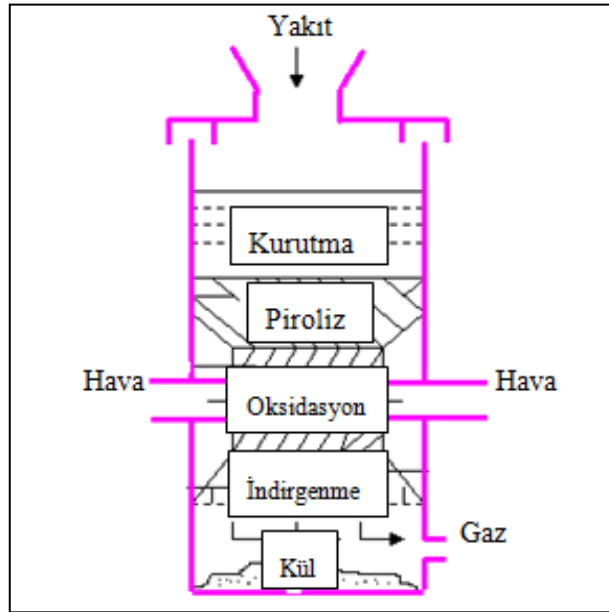 Yakıt
Kurutma
Piroliz
Hava
Oksidasyon
Hava
İndirgenme
Gaz
Kül